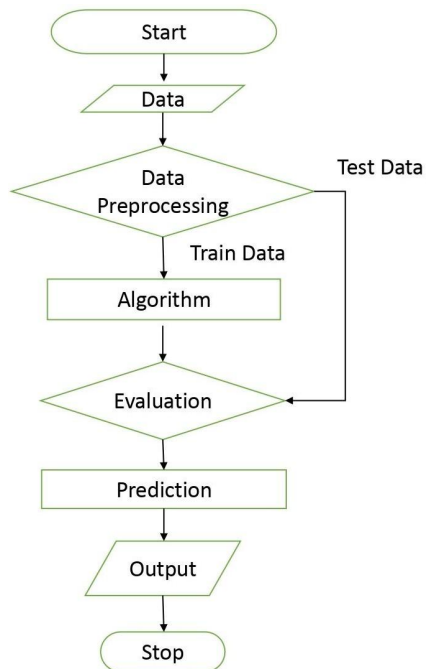 Start
Data
Test Data
Data
Preprocessing
Train Data
Algorithm
Evaluation
Prediction
Output
Stop